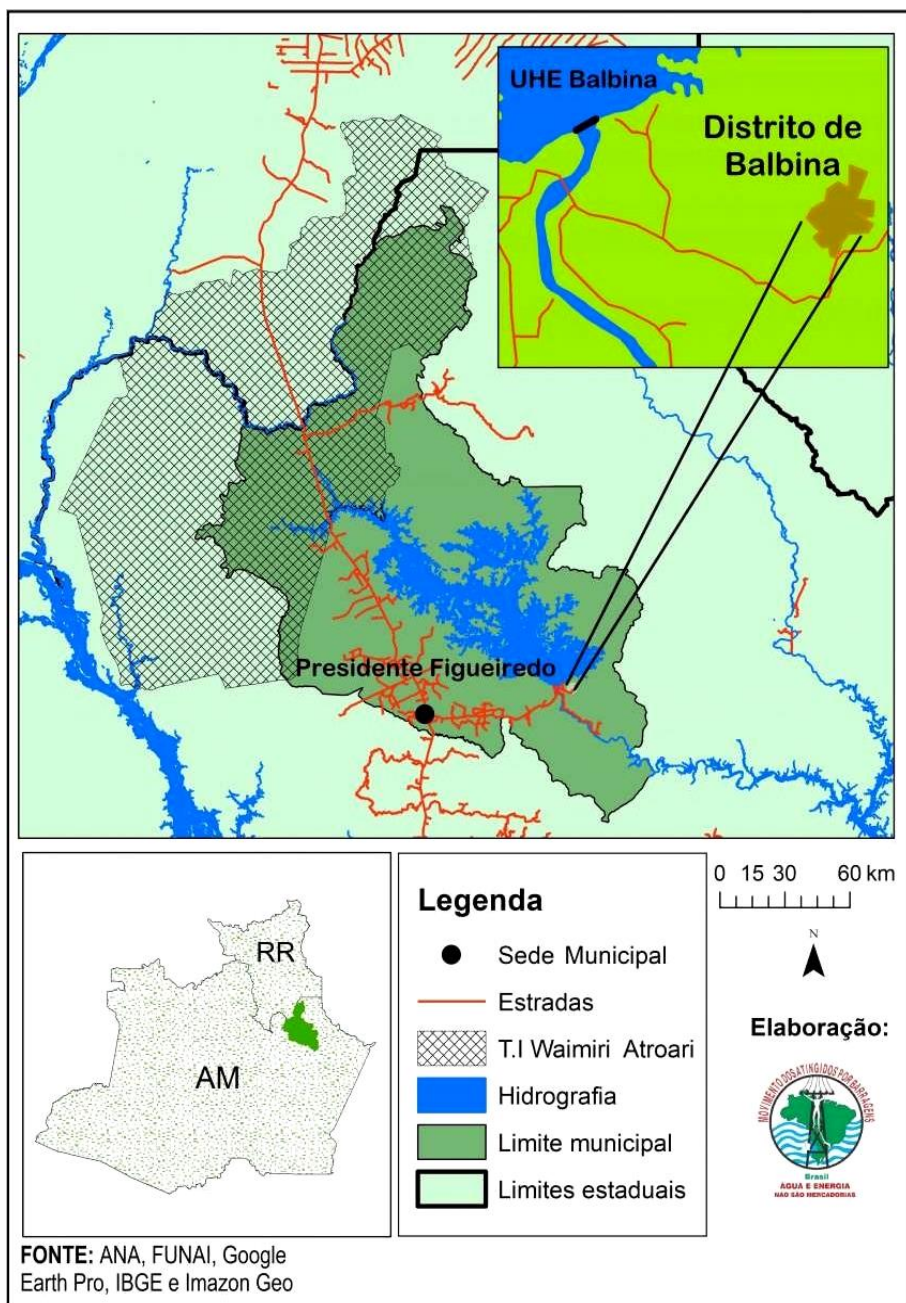 UHE Balbina
Distrito de
Balbina
Presidente Figueiredo
RR
AM
Legenda
Sede Municipal
Estradas
T.I Waimiri Atroari
Hidrografia
Limite municipal
Limites estaduais
0 15 30 60 km
N
Elaboração:
MOVIMENTO DOS ATINGIDOS POR BARRAGENS
Brasil
ÁGUA E ENERGIA
NÃO SÃO MERCADORIAS
FONTE: ANA, FUNAI, Google
Earth Pro, IBGE e Imazon Geo